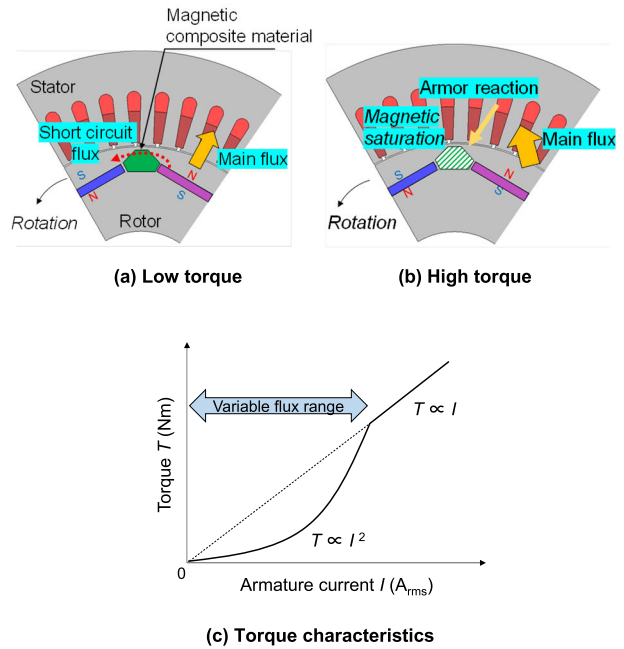 Magnetic
composite material
Stator
Short circuit
flux
Main flux
S
N
N
S
Rotation
Rotor
(a) Low torque
Armor reaction
Magnetic
saturation
Main flux
S
N
N
S
Rotation
(b) High torque
Variable flux range
T ∝ I
T ∝ I²
Torque T (Nm)
0
Armature current I (Arms)
(c) Torque characteristics